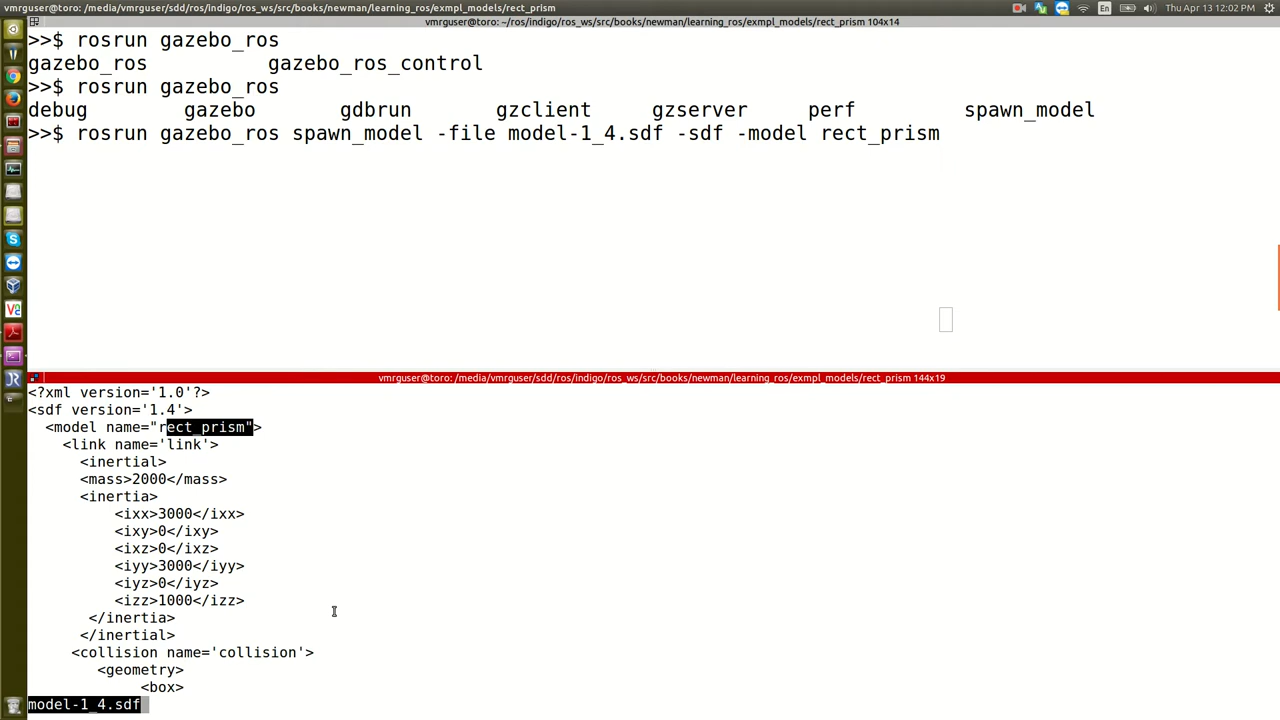 vmrguser@toro: /media/vmrguser/sdd/ros/indigo/ros_ws/src/books/newman/learning_ros/exmpl_models/rect_prism
En
Thu Apr 13 12:02 PM
vmrguser@toro: ~/ros/indigo/ros_ws/src/books/newman/learning_ros/exmpl_models/rect_prism 104x14
>>$ rosrun gazebo_ros
gazebo_ros gazebo_ros_control
>>$ rosrun gazebo_ros
debug gazebo gdbrun gzclient gzserver perf spawn_model
>>$ rosrun gazebo_ros spawn_model -file model-1_4.sdf -sdf -model rect_prism
vmrguser@toro: /media/vmrguser/sdd/ros/indigo/ros_ws/src/books/newman/learning_ros/exmpl_models/rect_prism 144x19
<?xml version='1.0'?>
<sdf version='1.4'>
<model name="rect_prism">
<link name='link'>
<inertial>
<mass>2000</mass>
<inertia>
<ixx>3000</ixx>
<ixy>0</ixy>
<ixz>0</ixz>
<iyy>3000</iyy>
<iyz>0</iyz>
<izz>1000</izz>
</inertia>
</inertial>
<collision name='collision'>
<geometry>
<box>
model-1_4.sdf